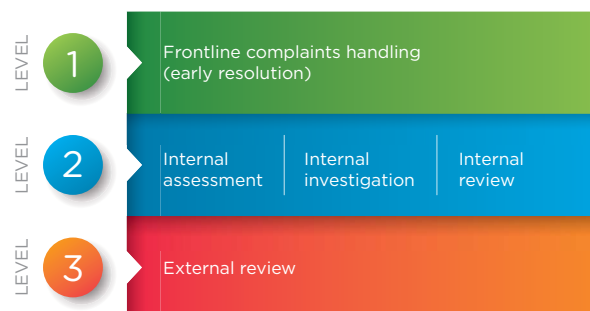 LEVEL
1
Frontline complaints handling
(early resolution)
LEVEL
2
Internal
assessment
Internal
investigation
Internal
review
LEVEL
3
External review